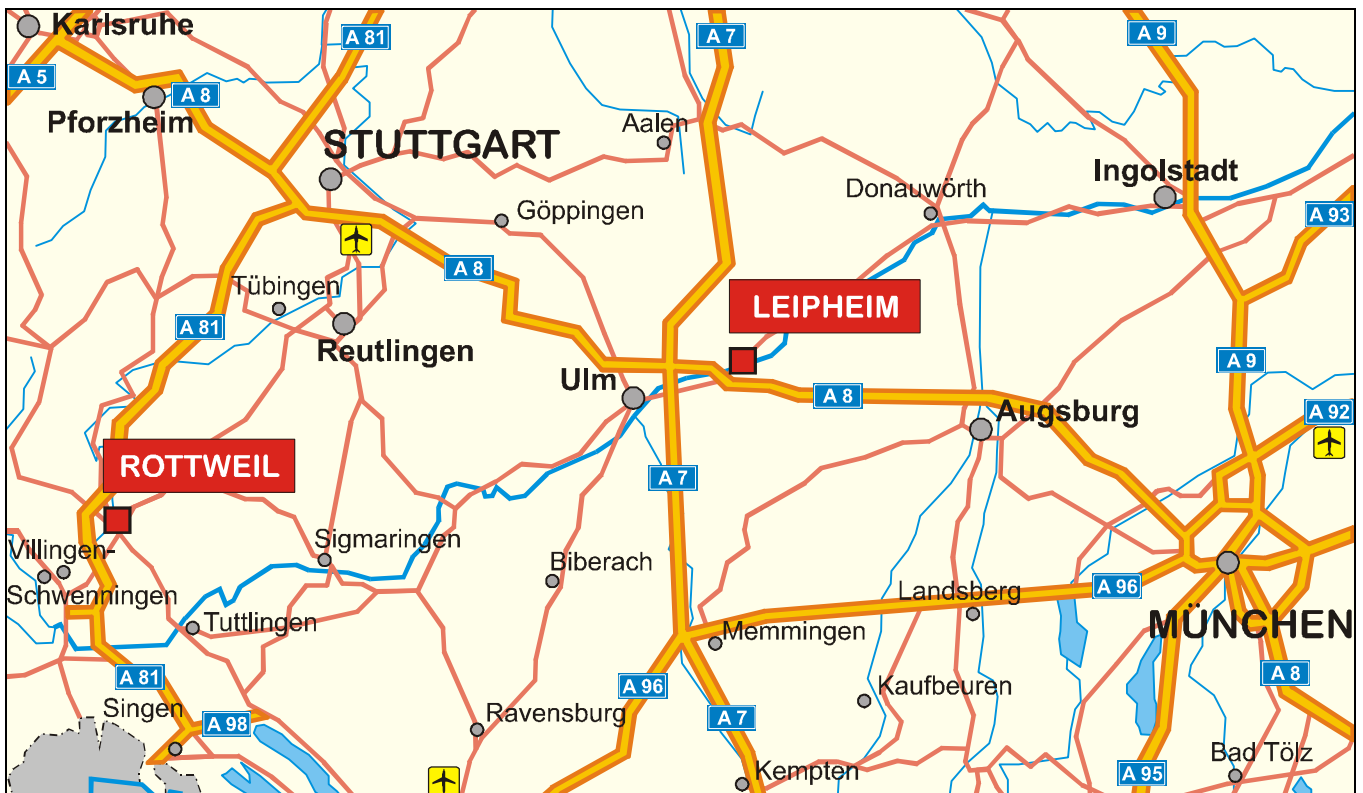 Karlsruhe
A 81
A 7
A 9
A 5
A 8
Pforzheim
STUTTGART
Aalen
Ingolstadt
Donauwörth
Göppingen
A 93
A 8
Tübingen
LEIPHEIM
A 81
Reutlingen
A 9
Ulm
A 8
Augsburg
A 92
ROTTWEIL
A 7
Villingen-
Schwenningen
Sigmaringen
Biberach
Landsberg
A 96
Tuttlingen
Memmingen
MÜNCHEN
A 81
A 96
Kaufbeuren
A 8
Singen
A 98
Ravensburg
A 7
Kempten
A 95
Bad Tölz